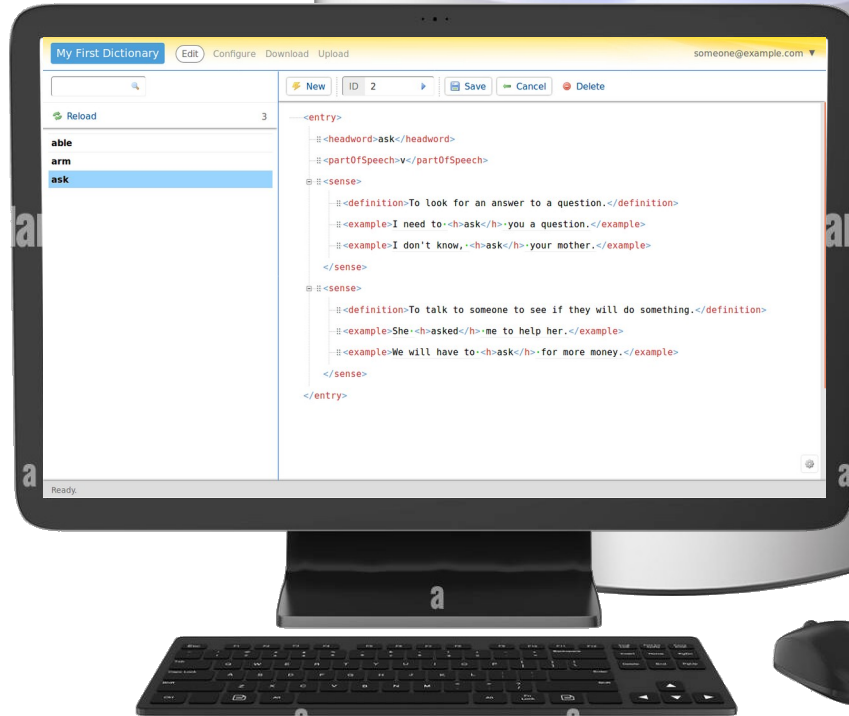 My First Dictionary Edit Configure Download Upload someone@example.com ▼
New ID 2 Save Cancel Delete
Reload 3
able
arm
ask
<entry>
<headword>ask</headword>
<partOfSpeech>v</partOfSpeech>
<sense>
<definition>To look for an answer to a question.</definition>
<example>I need to·<h>ask</h>·you a question.</example>
<example>I don't know,·<h>ask</h>·your mother.</example>
</sense>
<sense>
<definition>To talk to someone to see if they will do something.</definition>
<example>She·<h>asked</h>·me to help her.</example>
<example>We will have to·<h>ask</h>·for more money.</example>
</sense>
</entry>
Ready.
a
a
a
Q W E R T Y U I O P
A S D F G H J K L
Z X C V B N M